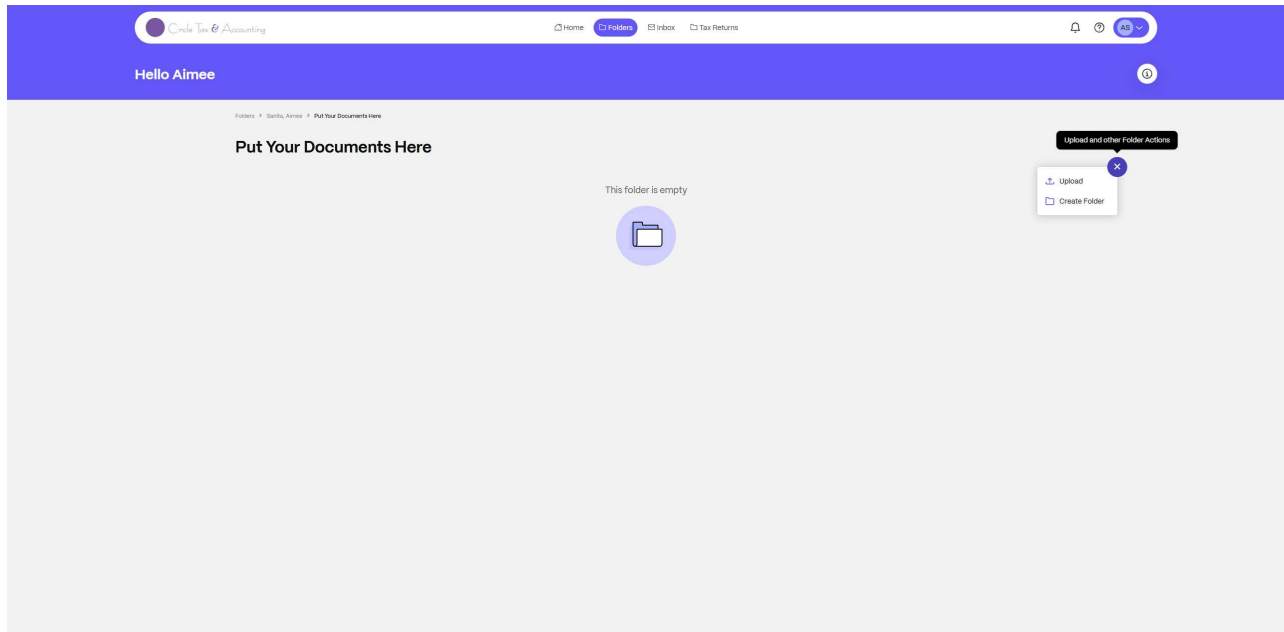 Circle Tax & Accounting
Home Folders Inbox Tax Returns
AS
Hello Aimee
Folders Sanita, Aimee Put Your Documents Here
Put Your Documents Here
Upload and other Folder Actions
This folder is empty
Upload
Create Folder